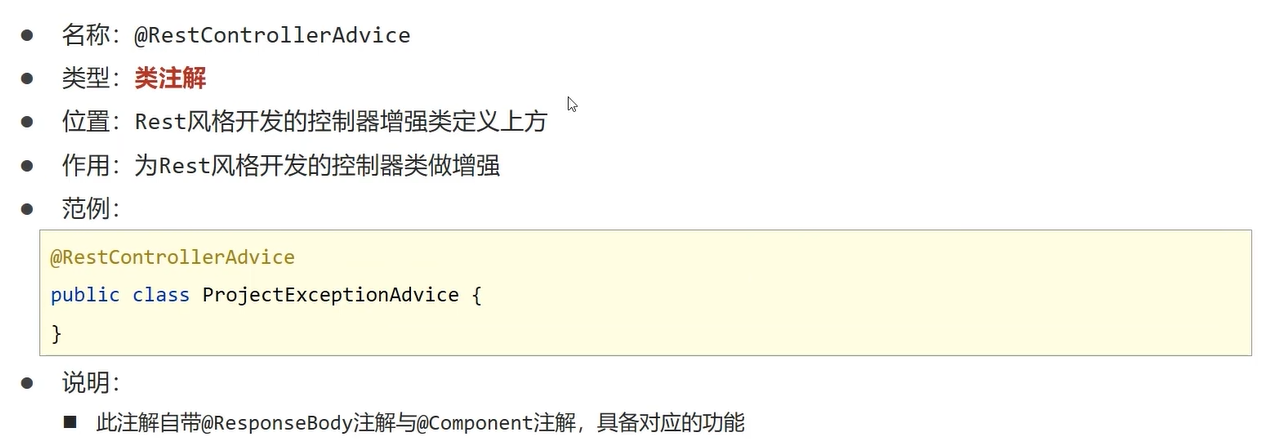 ● 名称：@RestControllerAdvice
● 类型：类注解
● 位置：Rest风格开发的控制器增强类定义上方
● 作用：为Rest风格开发的控制器类做增强
● 范例：
@RestControllerAdvice
public class ProjectExceptionAdvice {
}
● 说明：
■ 此注解自带@ResponseBody注解与@Component注解，具备对应的功能